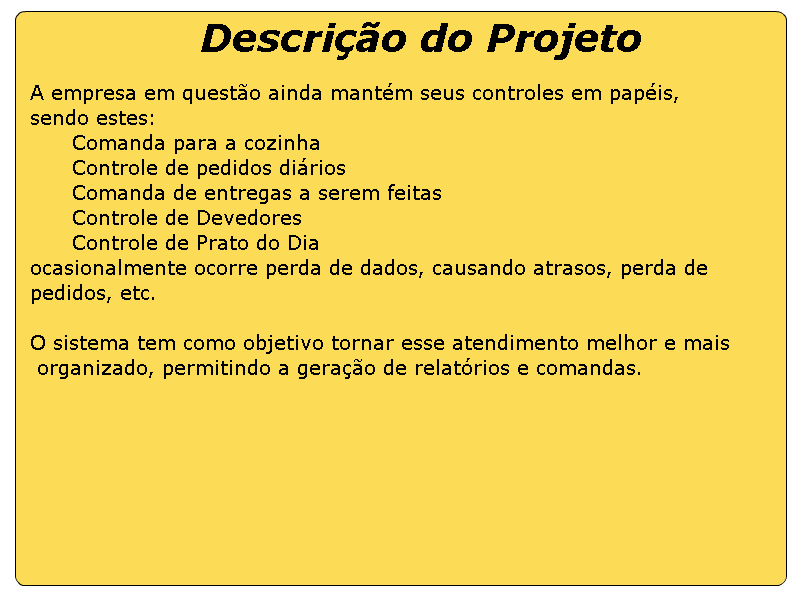 Descrição do Projeto
A empresa em questão ainda mantém seus controles em papéis,
sendo estes:
Comanda para a cozinha
Controle de pedidos diários
Comanda de entregas a serem feitas
Controle de Devedores
Controle de Prato do Dia
ocasionalmente ocorre perda de dados, causando atrasos, perda de
pedidos, etc.
O sistema tem como objetivo tornar esse atendimento melhor e mais
organizado, permitindo a geração de relatórios e comandas.